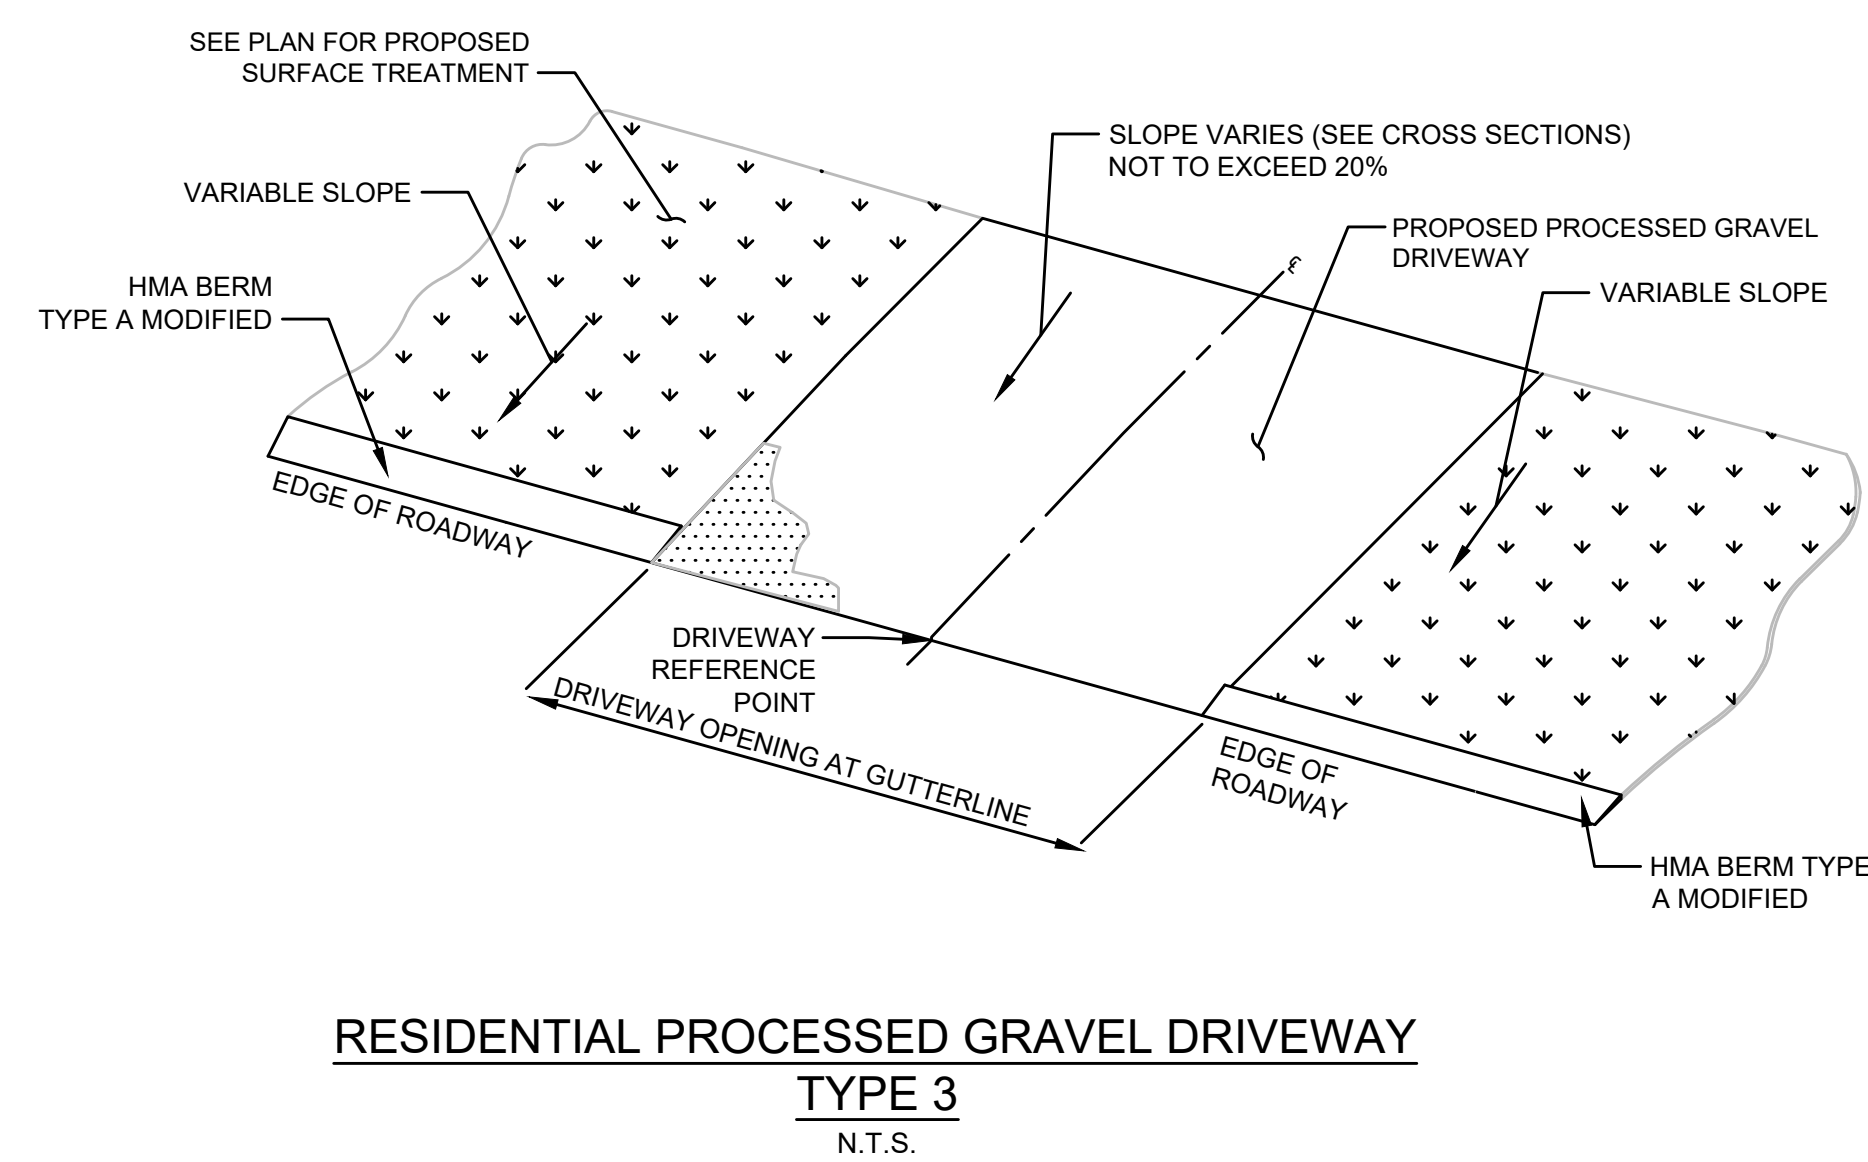 SEE PLAN FOR PROPOSED
SURFACE TREATMENT
SLOPE VARIES (SEE CROSS SECTIONS)
NOT TO EXCEED 20%
VARIABLE SLOPE
PROPOSED PROCESSED GRAVEL
DRIVEWAY
HMA BERM
TYPE A MODIFIED
VARIABLE SLOPE
℄
EDGE OF ROADWAY
DRIVEWAY
REFERENCE
POINT
DRIVEWAY OPENING AT GUTTERLINE
EDGE OF
ROADWAY
HMA BERM TYPE
A MODIFIED
RESIDENTIAL PROCESSED GRAVEL DRIVEWAY
TYPE 3
N.T.S.